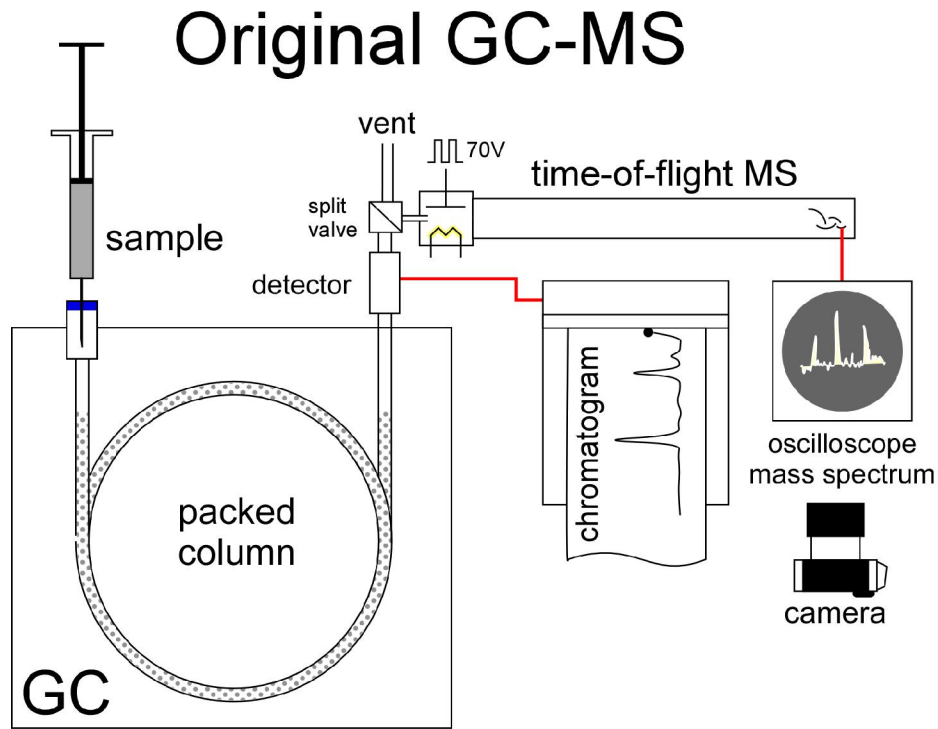 Original GC-MS
vent
70V
time-of-flight MS
split
valve
sample
detector
chromatogram
oscilloscope
mass spectrum
packed
column
camera
GC